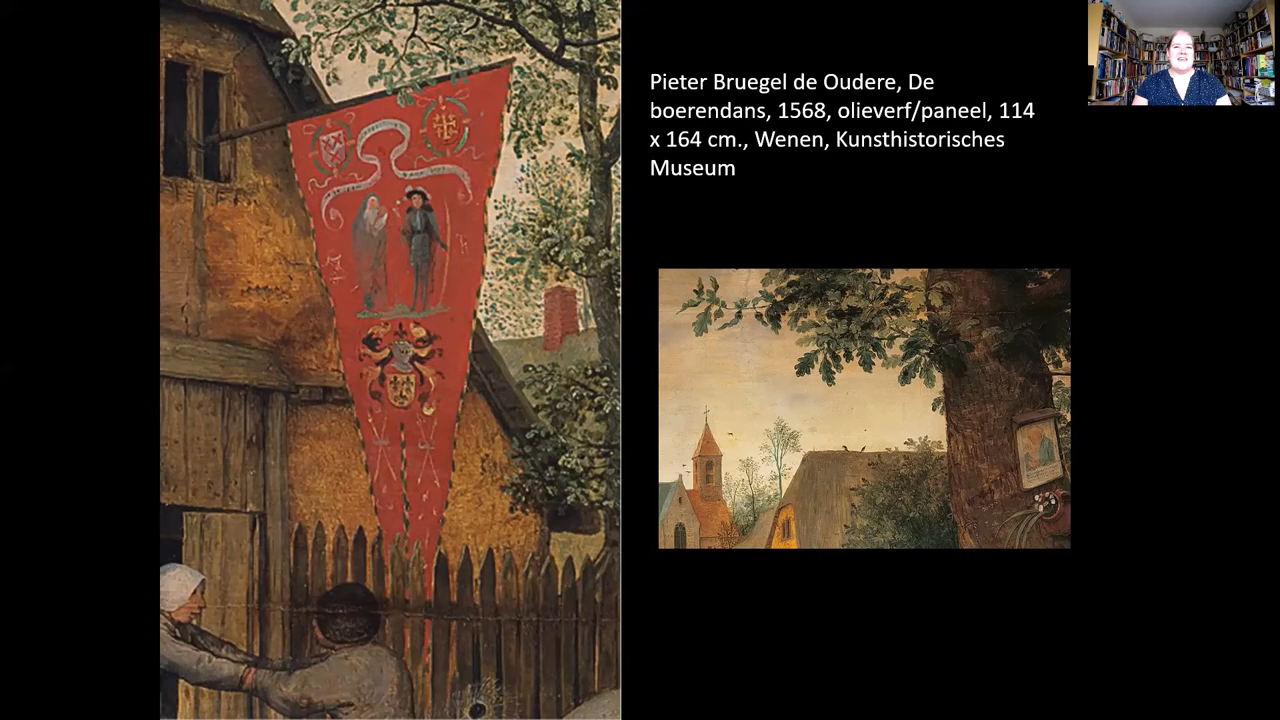 Pieter Bruegel de Oudere, De
boerendans, 1568, olieverf/paneel, 114
x 164 cm., Wenen, Kunsthistorisches
Museum